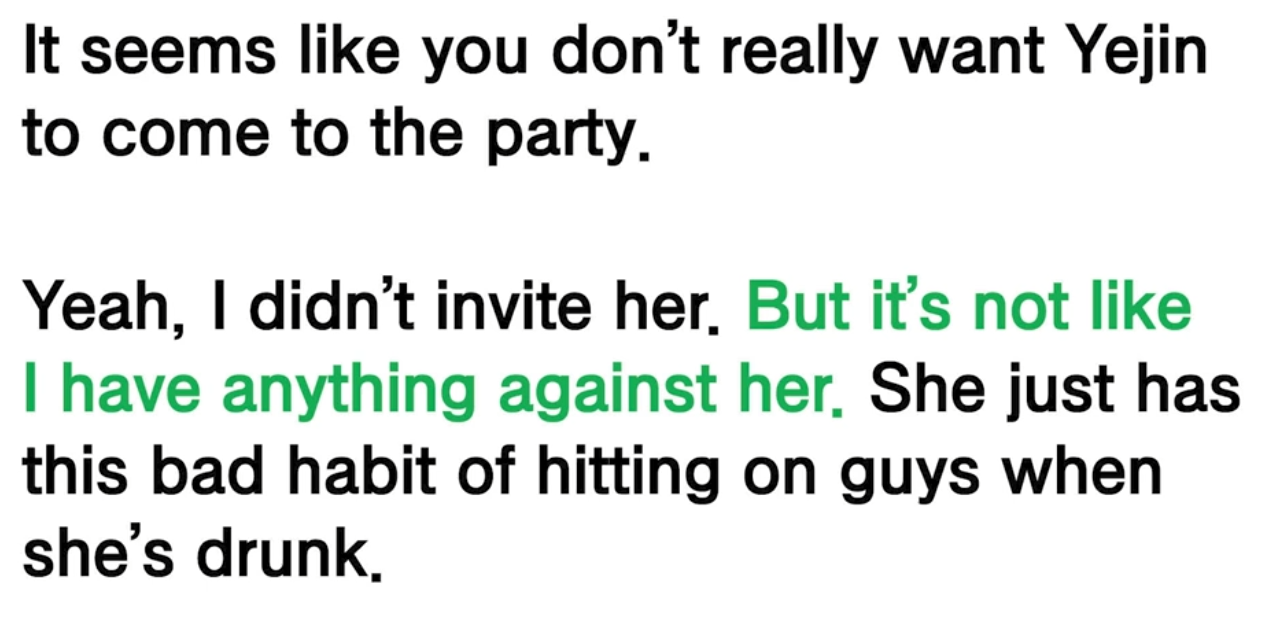 It seems like you don’t really want Yejin
to come to the party.
Yeah, I didn’t invite her. But it’s not like
I have anything against her. She just has
this bad habit of hitting on guys when
she’s drunk.